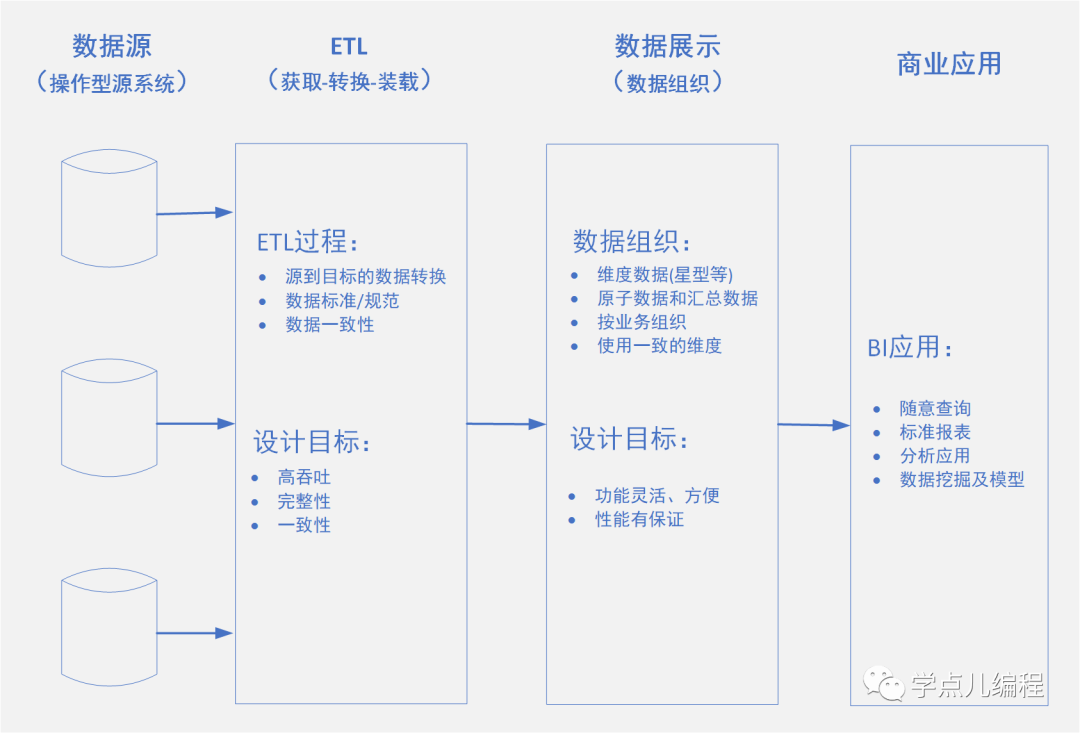 数据源
（操作型源系统）
ETL
（获取-转换-装载）
数据展示
（数据组织）
商业应用
ETL过程：
• 源到目标的数据转换
• 数据标准/规范
• 数据一致性
设计目标：
• 高吞吐
• 完整性
• 一致性
数据组织：
• 维度数据(星型等)
• 原子数据和汇总数据
• 按业务组织
• 使用一致的维度
设计目标：
• 功能灵活、方便
• 性能有保证
BI应用：
• 随意查询
• 标准报表
• 分析应用
• 数据挖掘及模型
学点儿编程